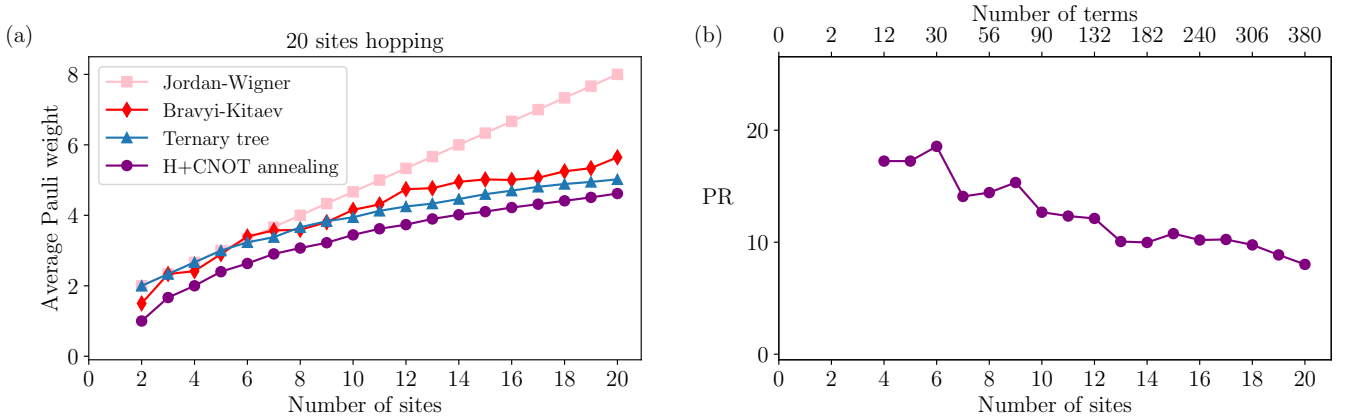 (a)
20 sites hopping
Average Pauli weight
8
6
4
2
0
Jordan-Wigner
Bravyi-Kitaev
Ternary tree
H+CNOT annealing
0 2 4 6 8 10 12 14 16 18 20
Number of sites
(b)
Number of terms
0 2 12 30 56 90 132 182 240 306 380
PR
20
10
0
0 2 4 6 8 10 12 14 16 18 20
Number of sites